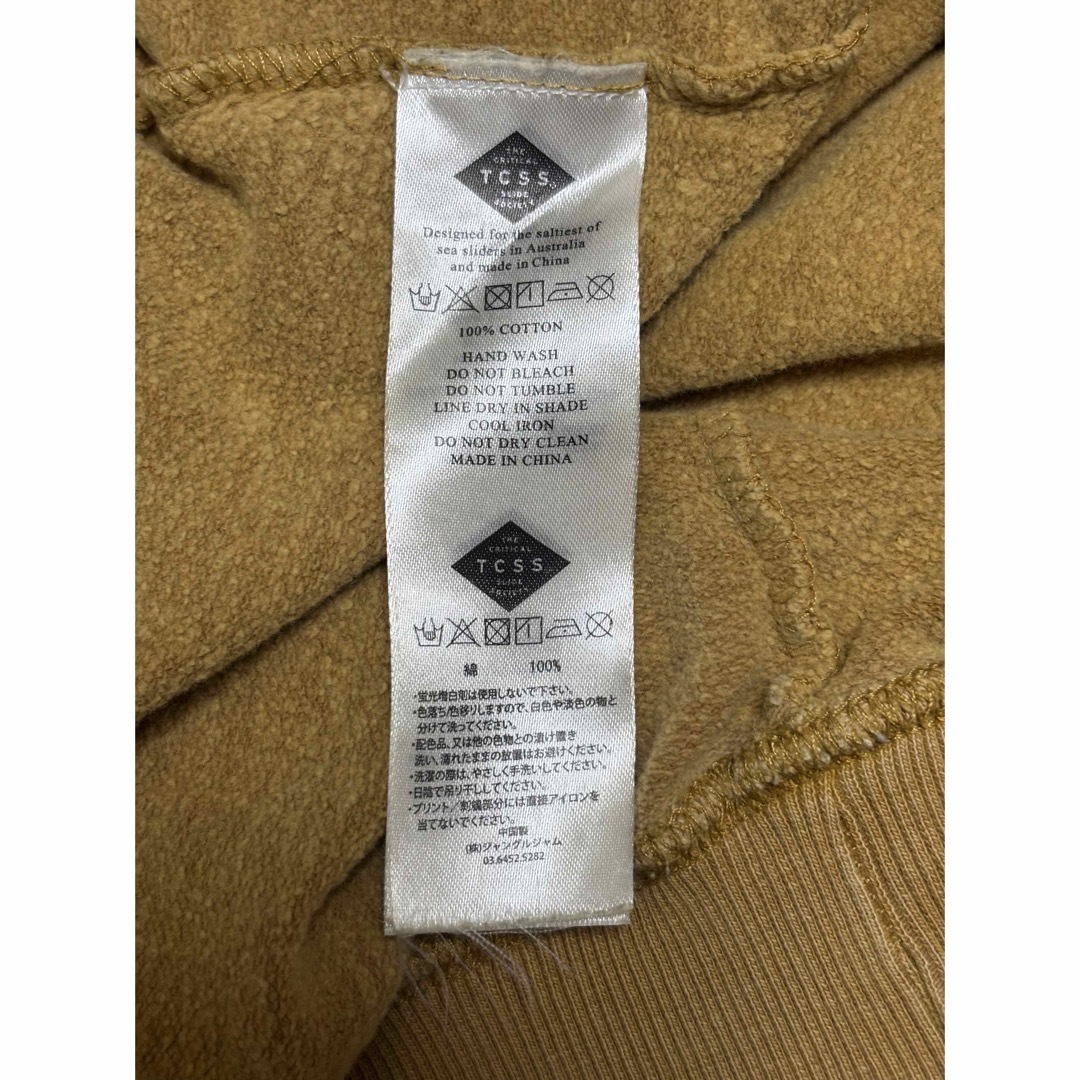 THE
CRITICAL
TCSS
SLIDE
SOCIETY
Designed for the saltiest of
sea sliders in Australia
and made in China
100% COTTON
HAND WASH
DO NOT BLEACH
DO NOT TUMBLE
LINE DRY IN SHADE
COOL IRON
DO NOT DRY CLEAN
MADE IN CHINA
THE
CRITICAL
TCSS
SLIDE
SOCIETY
綿 100%
・蛍光増白剤は使用しないで下さい。
・色落ち/色移りしますので、白色や淡色の物と
分けて洗ってください。
・配色品、又は他の色物との漬け置き
洗い、濡れたままの放置はお避けください。
・洗濯の際は、やさしく手洗いしてください。
・日陰で吊り干ししてください。
・プリント/刺繍部分には直接アイロンを
当てないでください。
中国製
(株)ジャングルジャム
03.6452.5282